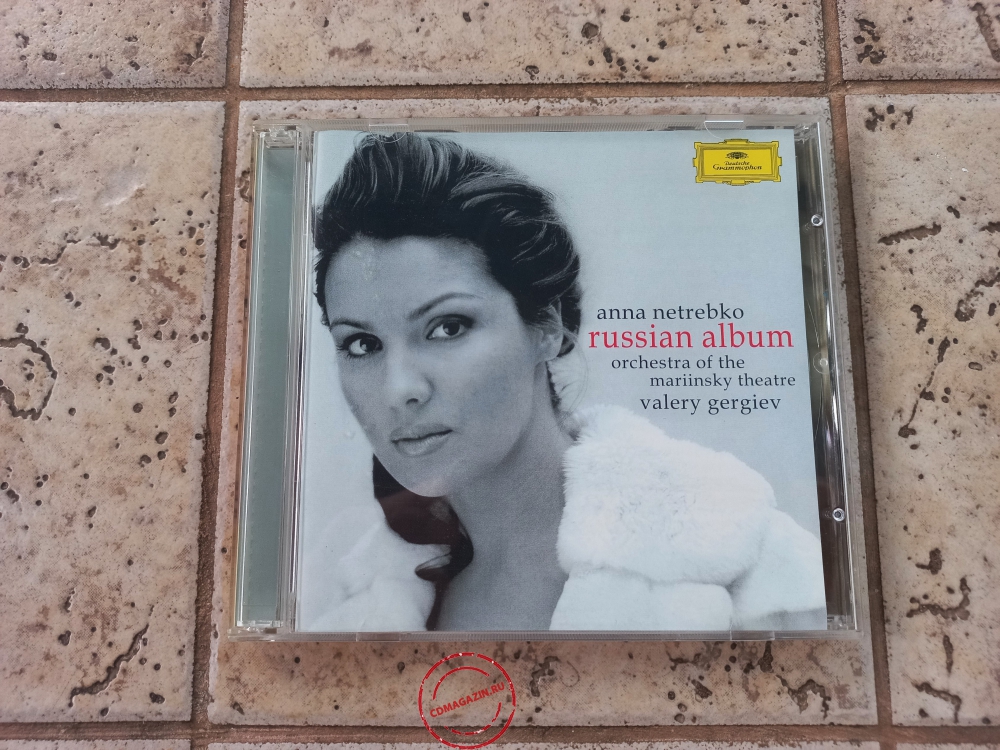 Deutsche
Grammophon
anna netrebko
russian album
orchestra of the
mariinsky theatre
valery gergiev
CDMAGAZIN.RU